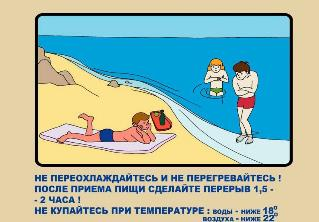 НЕ ПЕРЕОХЛАЖДАЙТЕСЬ И НЕ ПЕРЕГРЕВАЙТЕСЬ !
ПОСЛЕ ПРИЕМА ПИЩИ СДЕЛАЙТЕ ПЕРЕРЫВ 1,5 -
- 2 ЧАСА !
НЕ КУПАЙТЕСЬ ПРИ ТЕМПЕРАТУРЕ : ВОДЫ - НИЖЕ 18°
ВОЗДУХА - НИЖЕ 22°